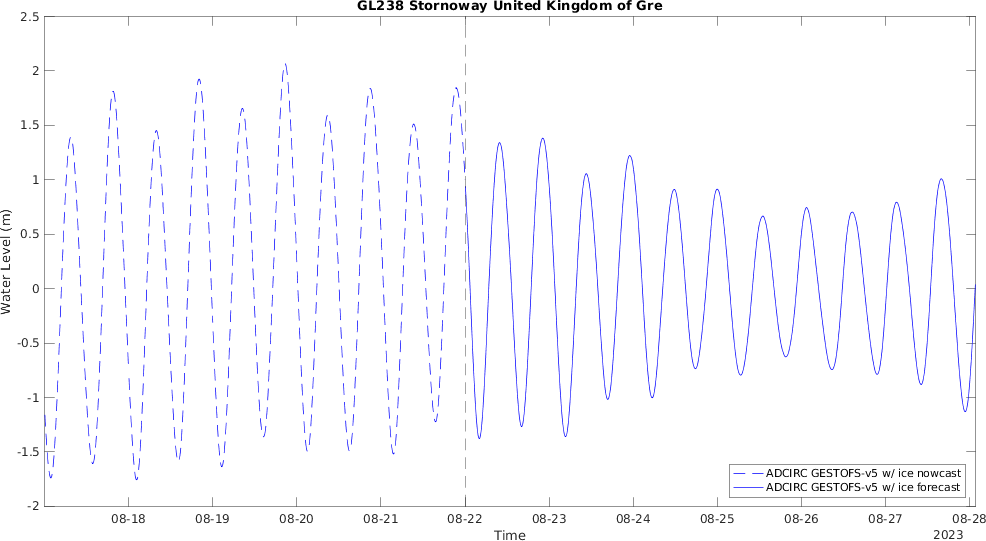 GL238 Stornoway United Kingdom of Gre
2.5
2
1.5
1
0.5
0
-0.5
-1
-1.5
-2
Water Level (m)
08-18 08-19 08-20 08-21 08-22 08-23 08-24 08-25 08-26 08-27 08-28
Time
2023
ADCIRC GESTOFS-v5 w/ ice nowcast
ADCIRC GESTOFS-v5 w/ ice forecast